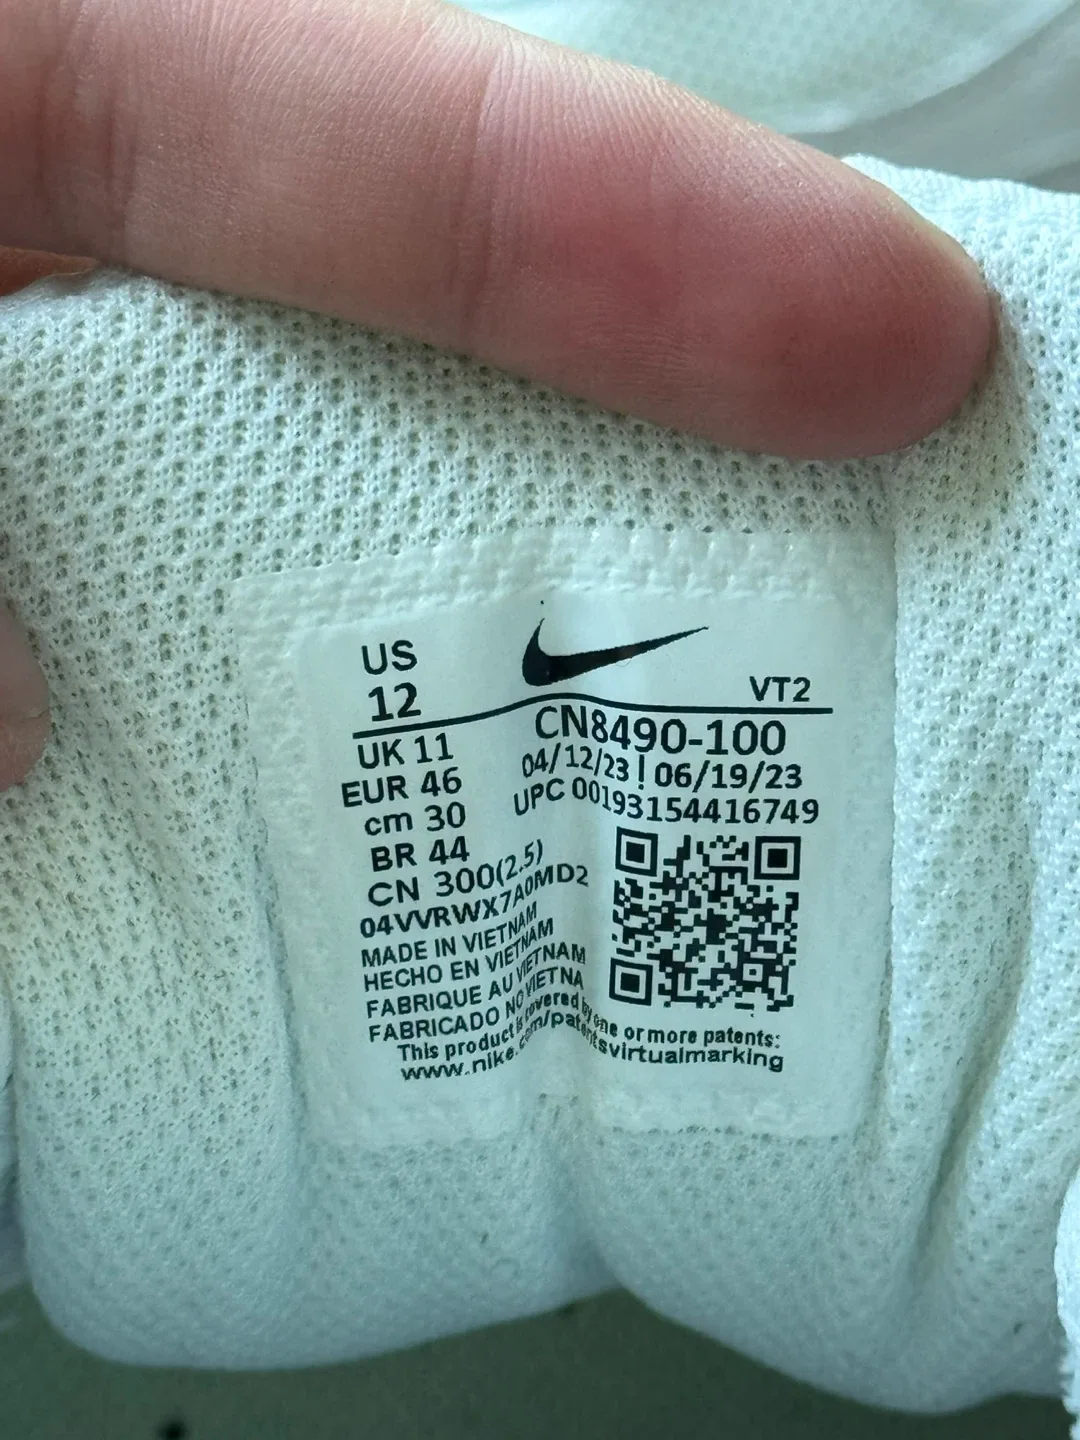 US
12
VT2
UK 11
CN8490-100
EUR 46
04/12/23 | 06/19/23
cm 30
UPC 00193154416749
BR 44
CN 300(2.5)
04VVRWX7A0MD2
MADE IN VIETNAM
HECHO EN VIETNAM
FABRIQUE AU VIETNAM
FABRICADO NO VIETNA
This product is covered by one or more patents:
www.nike.com/patentsvirtualmarking